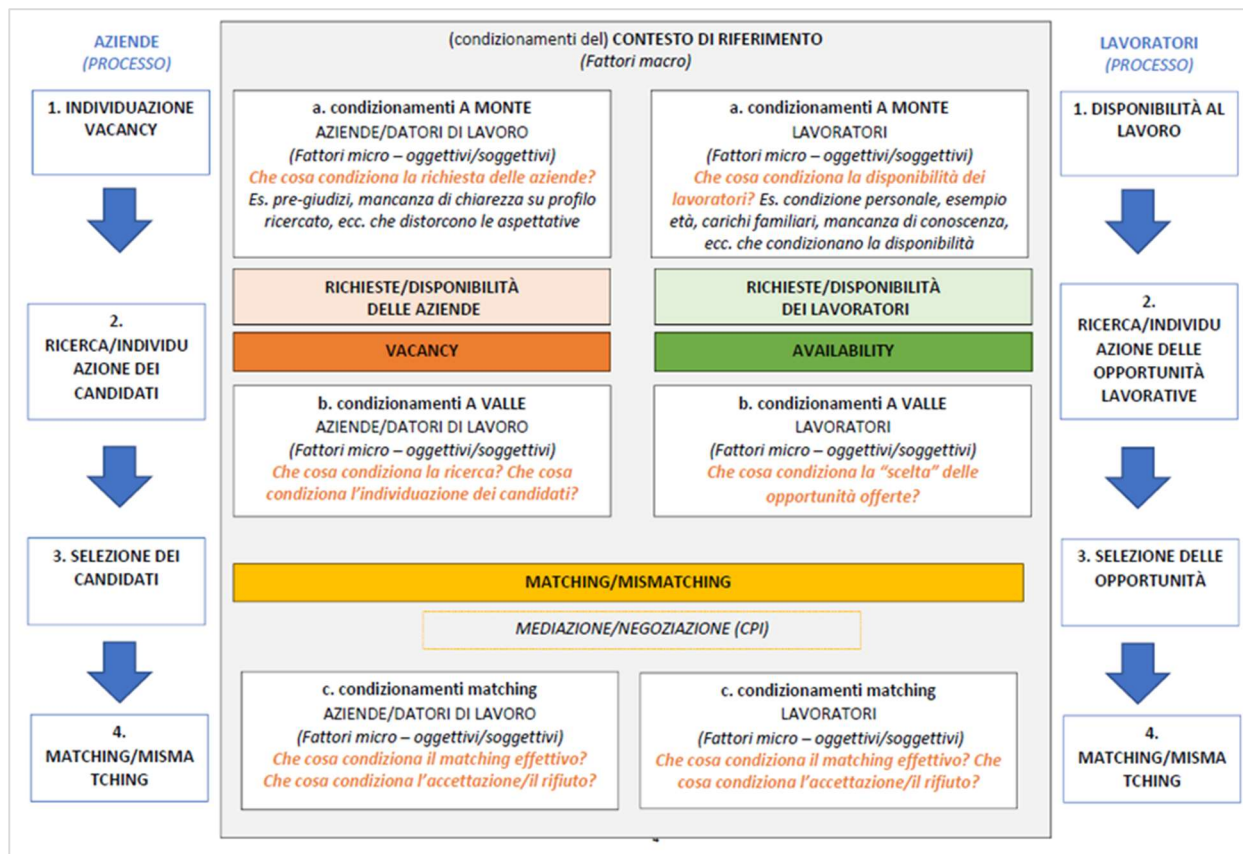 AZIENDE
(PROCESSO)
1. INDIVIDUAZIONE
VACANCY
2.
RICERCA/INDIVIDU
AZIONE DEI
CANDIDATI
3. SELEZIONE DEI
CANDIDATI
4.
MATCHING/MISMA
TCHING
(condizionamenti del) CONTESTO DI RIFERIMENTO
(Fattori macro)
a. condizionamenti A MONTE
AZIENDE/DATORI DI LAVORO
(Fattori micro – oggettivi/soggettivi)
Che cosa condiziona la richiesta delle aziende?
Es. pre-giudizi, mancanza di chiarezza su profilo
ricercato, ecc. che distorcono le aspettative
a. condizionamenti A MONTE
LAVORATORI
(Fattori micro – oggettivi/soggettivi)
Che cosa condiziona la disponibilità dei
lavoratori? Es. condizione personale, esempio
età, carichi familiari, mancanza di conoscenza,
ecc. che condizionano la disponibilità
RICHIESTE/DISPONIBILITÀ
DELLE AZIENDE
RICHIESTE/DISPONIBILITÀ
DEI LAVORATORI
VACANCY
AVAILABILITY
b. condizionamenti A VALLE
AZIENDE/DATORI DI LAVORO
(Fattori micro – oggettivi/soggettivi)
Che cosa condiziona la ricerca? Che cosa
condiziona l’individuazione dei candidati?
b. condizionamenti A VALLE
LAVORATORI
(Fattori micro – oggettivi/soggettivi)
Che cosa condiziona la “scelta” delle
opportunità offerte?
MATCHING/MISMATCHING
MEDIAZIONE/NEGOZIAZIONE (CPI)
c. condizionamenti matching
AZIENDE/DATORI DI LAVORO
(Fattori micro – oggettivi/soggettivi)
Che cosa condiziona il matching effettivo?
Che cosa condiziona l’accettazione/il rifiuto?
c. condizionamenti matching
LAVORATORI
(Fattori micro – oggettivi/soggettivi)
Che cosa condiziona il matching effettivo? Che
cosa condiziona l’accettazione/il rifiuto?
LAVORATORI
(PROCESSO)
1. DISPONIBILITÀ AL
LAVORO
2.
RICERCA/INDIVIDU
AZIONE DELLE
OPPORTUNITÀ
LAVORATIVE
3. SELEZIONE DELLE
OPPORTUNITÀ
4.
MATCHING/MISMA
TCHING